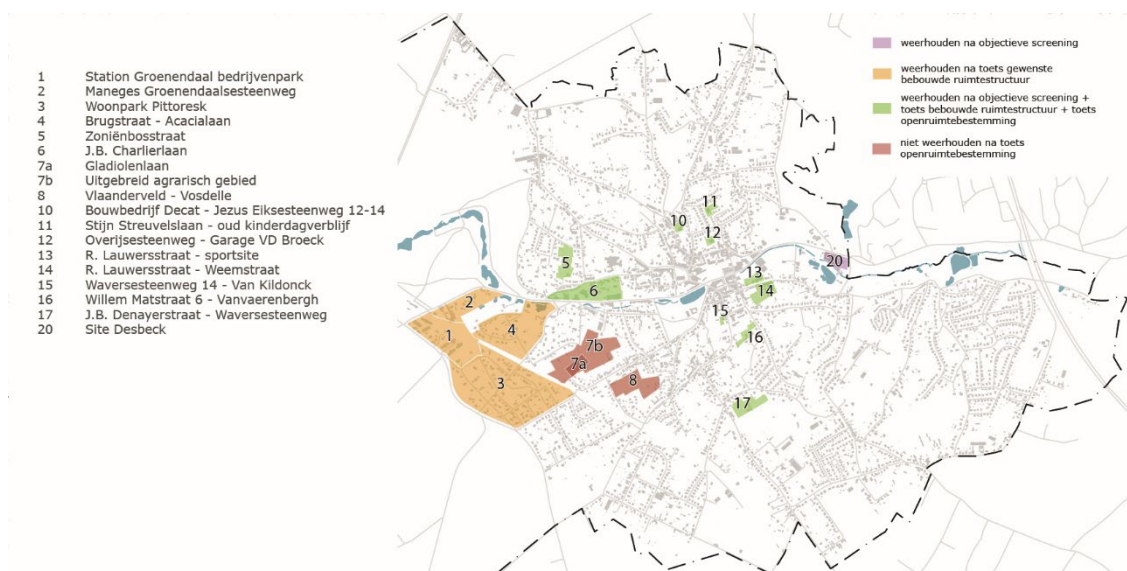 1 Station Groenendaal bedrijvenpark
2 Maneges Groenendaalsesteenweg
3 Woonpark Pittoresk
4 Brugstraat - Acacialaan
5 Zoniënbosstraat
6 J.B. Charlierlaan
7a Gladiolenlaan
7b Uitgebreid agrarisch gebied
8 Vlaanderveld - Vosdelle
10 Bouwbedrijf Decat - Jezus Eiksesteenweg 12-14
11 Stijn Streuvelslaan - oud kinderdagverblijf
12 Overijsesteenweg - Garage VD Broeck
13 R. Lauwersstraat - sportsite
14 R. Lauwersstraat - Weemstraat
15 Waversesteenweg 14 - Van Kildonck
16 Willem Matstraat 6 - Vanvaerenbergh
17 J.B. Denayerstraat - Waversesteenweg
20 Site Desbeck
weerhouden na objectieve screening
weerhouden na toets gewenste
bebouwde ruimtestructuur
weerhouden na objectieve screening +
toets bebouwde ruimtestructuur + toets
openruimtebestemming
niet weerhouden na toets
openruimtebestemming
11
10
12
5
20
13
6
14
2
4
15
1
16
7b
7a
3
8
17